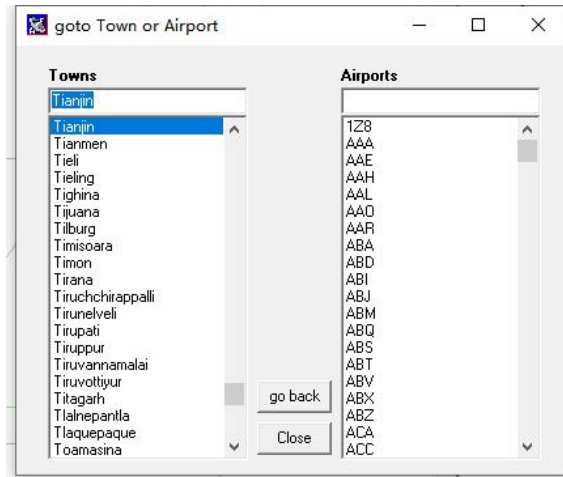 goto Town or Airport
Towns
Tianjin
Tianjin
Tianmen
Tieli
Tieling
Tighina
Tijuana
Tilburg
Timisoara
Timon
Tirana
Tiruchchirappalli
Tirunelveli
Tirupati
Tiruppur
Tiruvannamalai
Tiruvottiyur
Titagarh
Tlalnepantla
Tlaquepaque
Toamasina
go back
Close
Airports
1Z8
AAA
AAE
AAH
AAL
AAO
AAR
ABA
ABD
ABI
ABJ
ABM
ABQ
ABS
ABT
ABV
ABX
ABZ
ACA
ACC